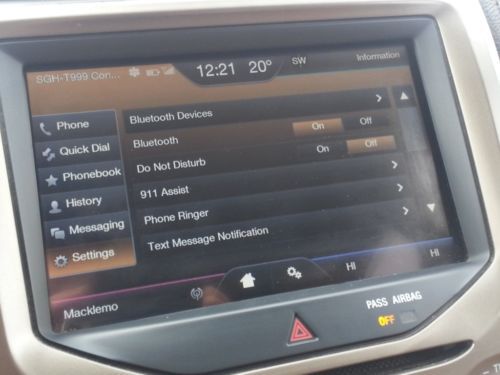 SGH-T999 Con... 12:21 20° SW Information
Phone
Quick Dial
Phonebook
History
Messaging
Settings
Bluetooth Devices
Bluetooth On Off
Do Not Disturb On Off
911 Assist
Phone Ringer
Text Message Notification
Macklemo HI HI
PASS AIRBAG
OFF